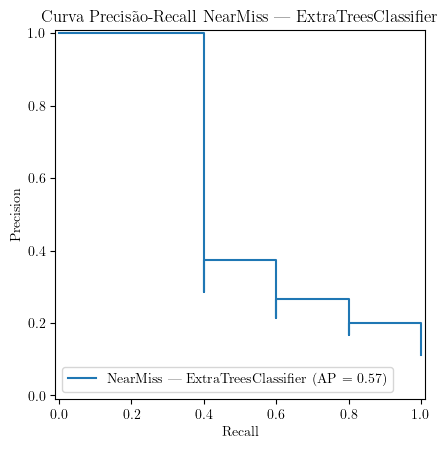 Curva Precisão-Recall NearMiss — ExtraTreesClassifier
1.0
0.8
0.6
0.4
0.2
0.0
Precision
NearMiss — ExtraTreesClassifier (AP = 0.57)
0.0 0.2 0.4 0.6 0.8 1.0
Recall